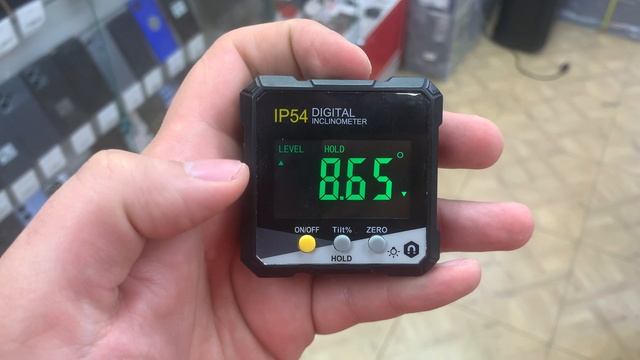 IP54 DIGITAL
INCLINOMETER
LEVEL HOLD
8.65°
ON/OFF Tilt% ZERO
HOLD